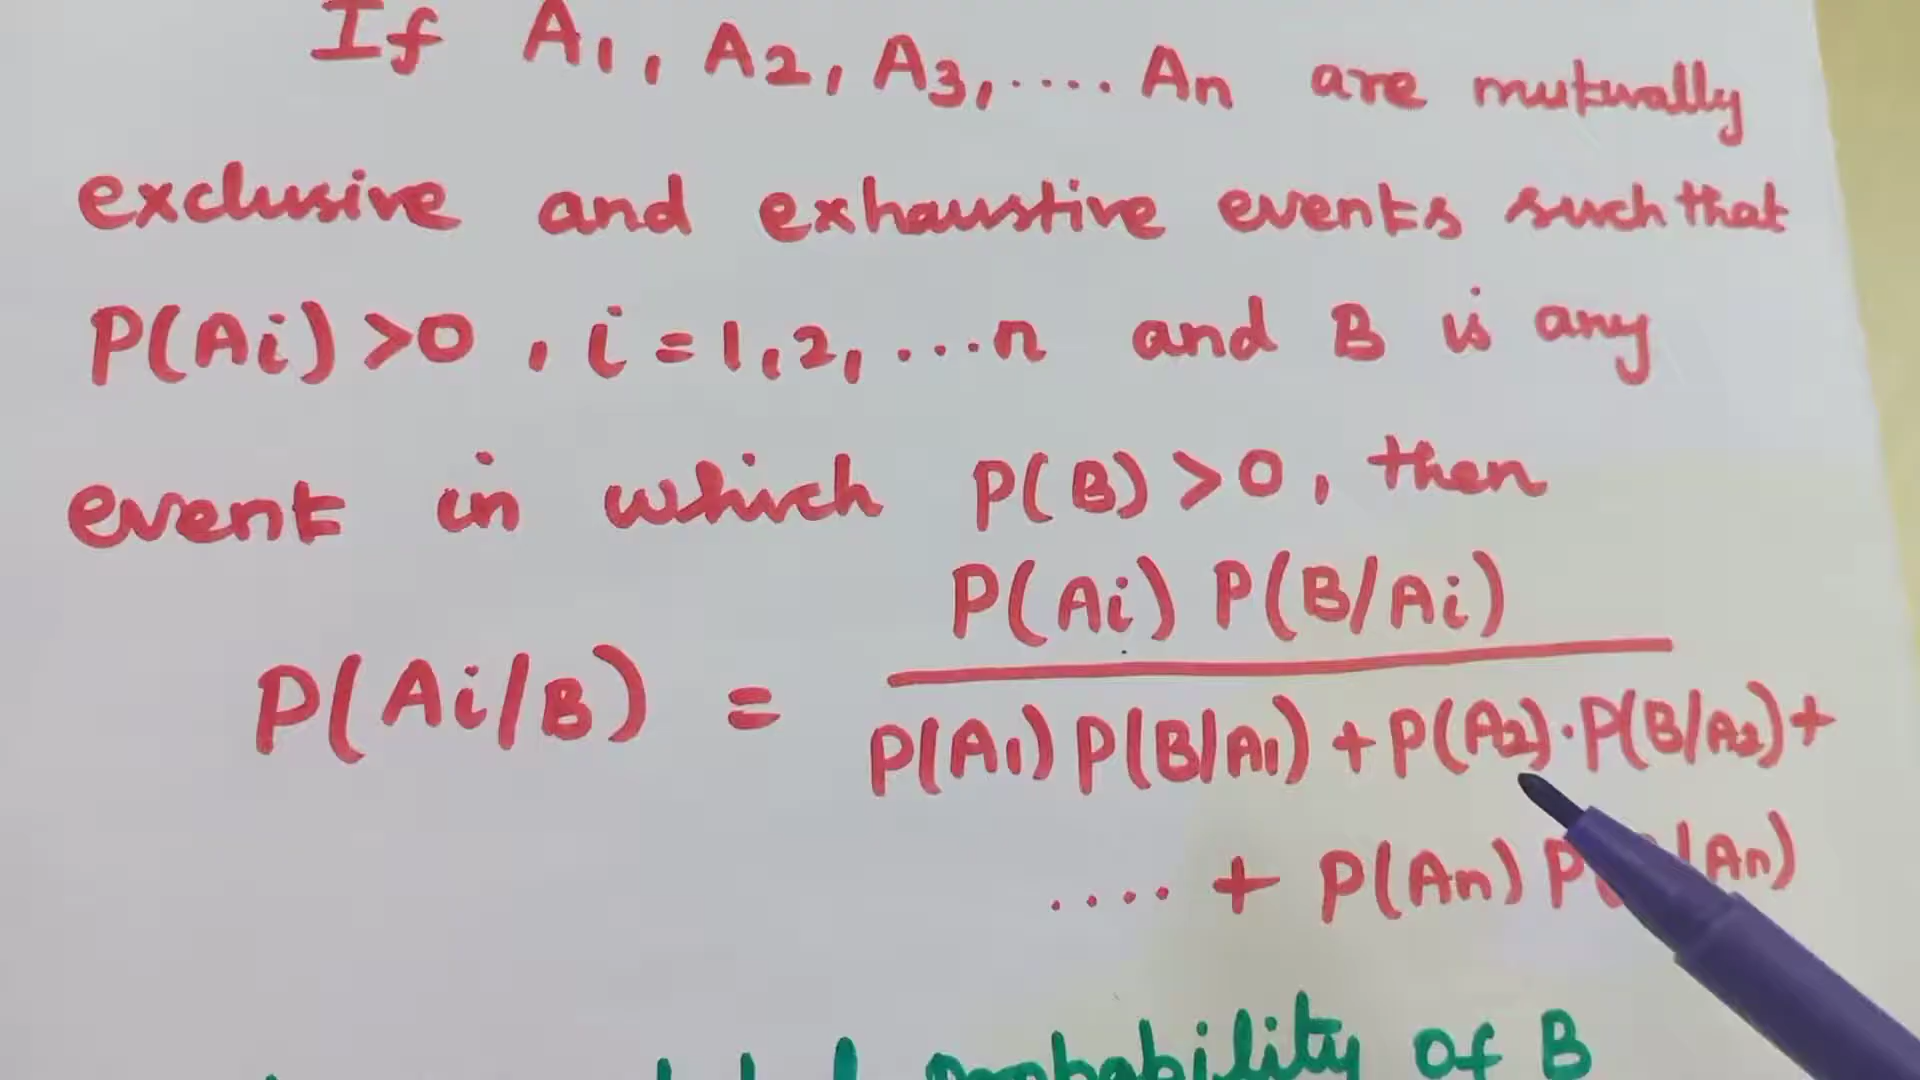 If A1, A2, A3, .... An are mutually
exclusive and exhaustive events such that
P(Ai) >0 , i = 1, 2, ...n and B is any
event in which P(B) >0, then
P(Ai) P(B/Ai)
P(Ai/B) =
P(A1) P(B/A1) + P(A2) . P(B/A2) +
.... + P(An) P( /An)
probability of B